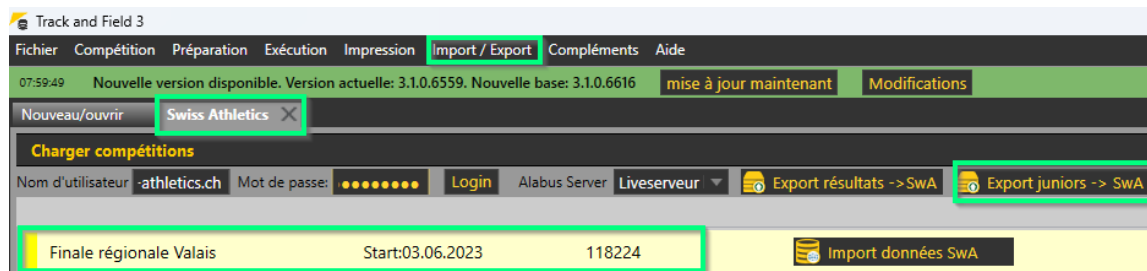 Track and Field 3
Fichier Compétition Préparation Exécution Impression Import / Export Compléments Aide
07:59:49 Nouvelle version disponible. Version actuelle: 3.1.0.6559. Nouvelle base: 3.1.0.6616 mise à jour maintenant Modifications
Nouveau/ouvrir Swiss Athletics
Charger compétitions
Nom d'utilisateur -athletics.ch Mot de passe: Login Alabus Server Liveserveur Export résultats ->SwA Export juniors -> SwA
Finale régionale Valais Start:03.06.2023 118224 Import données SwA